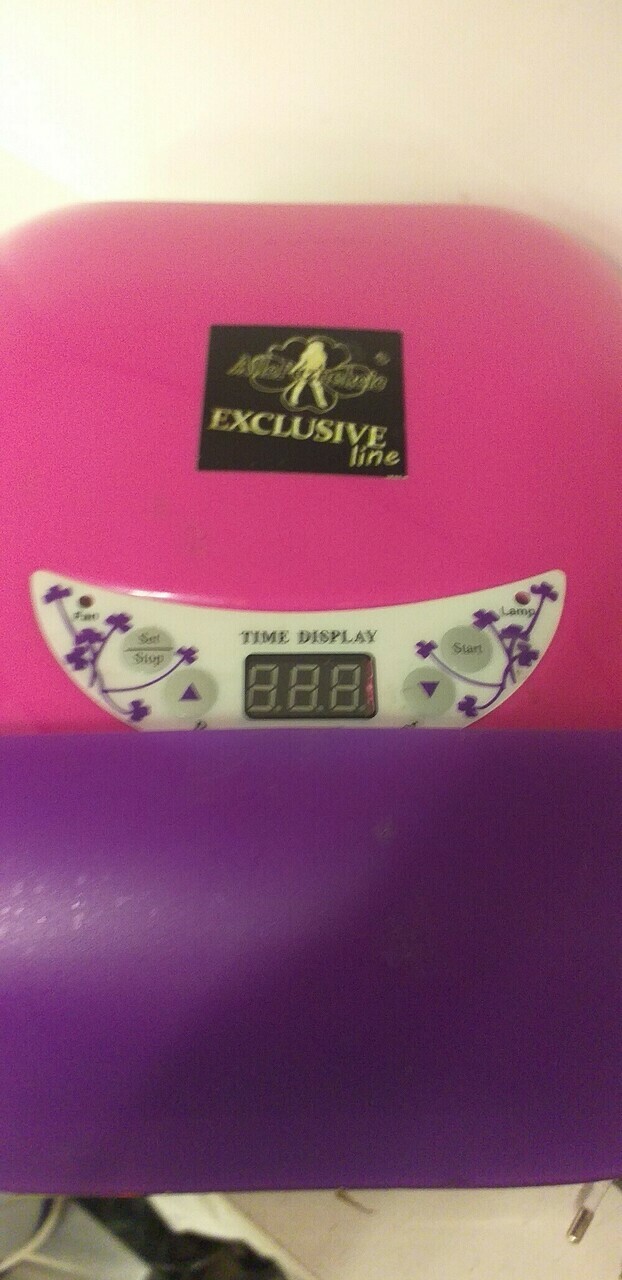 EXCLUSIVE
line
Fan
Lamp
Set
Stop
TIME DISPLAY
Start